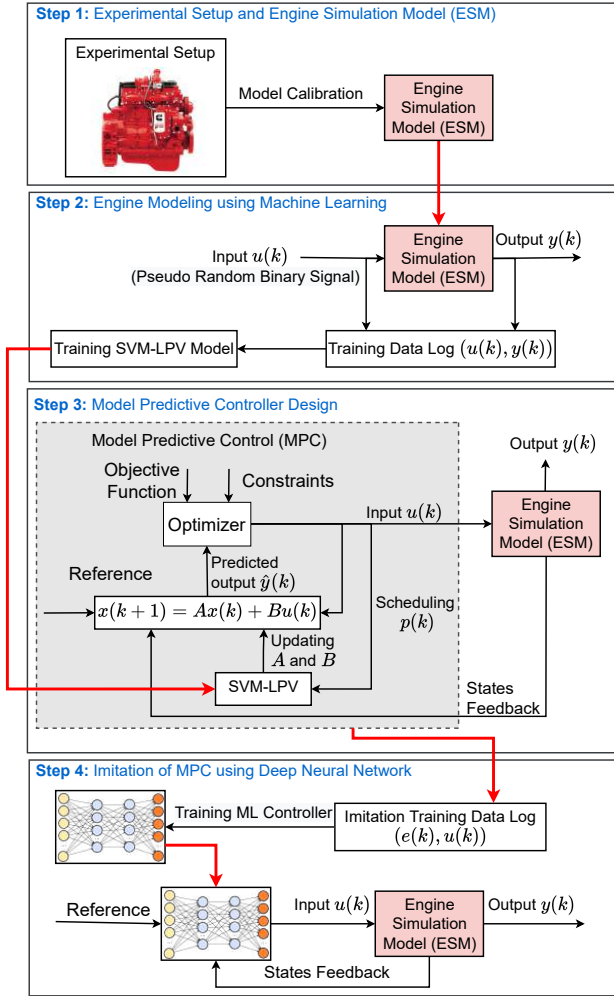 Step 1: Experimental Setup and Engine Simulation Model (ESM)
Experimental Setup
Model Calibration
Engine
Simulation
Model (ESM)
Step 2: Engine Modeling using Machine Learning
Input u(k)
(Pseudo Random Binary Signal)
Engine
Simulation
Model (ESM)
Output y(k)
Training SVM-LPV Model
Training Data Log (u(k), y(k))
Step 3: Model Predictive Controller Design
Model Predictive Control (MPC)
Objective
Function
Constraints
Optimizer
Input u(k)
Output y(k)
Engine
Simulation
Model (ESM)
Predicted
output ŷ(k)
Reference
x(k + 1) = Ax(k) + Bu(k)
Scheduling
p(k)
Updating
A and B
SVM-LPV
States
Feedback
Step 4: Imitation of MPC using Deep Neural Network
Training ML Controller
Imitation Training Data Log
(e(k), u(k))
Reference
Input u(k)
Engine
Simulation
Model (ESM)
Output y(k)
States Feedback